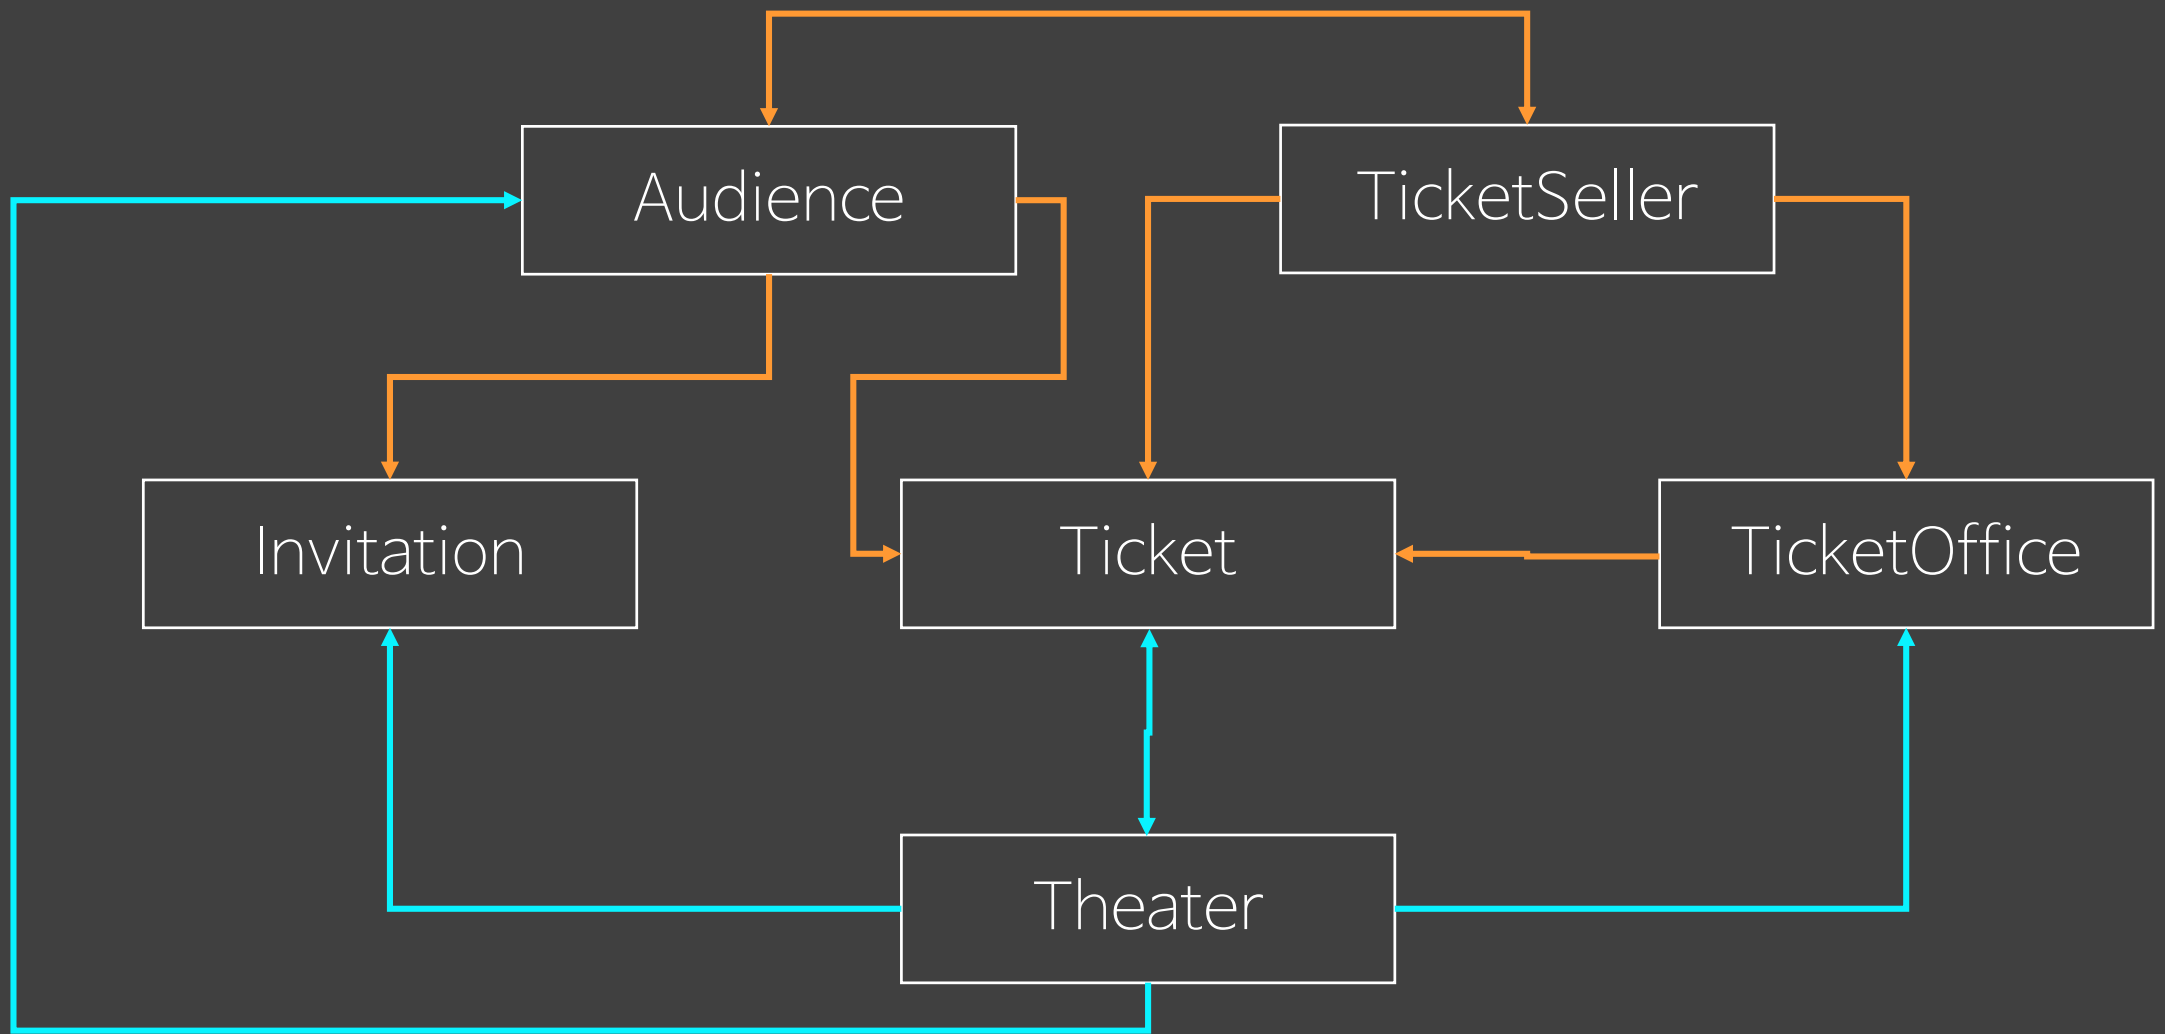 Audience
TicketSeller
Invitation
Ticket
TicketOffice
Theater